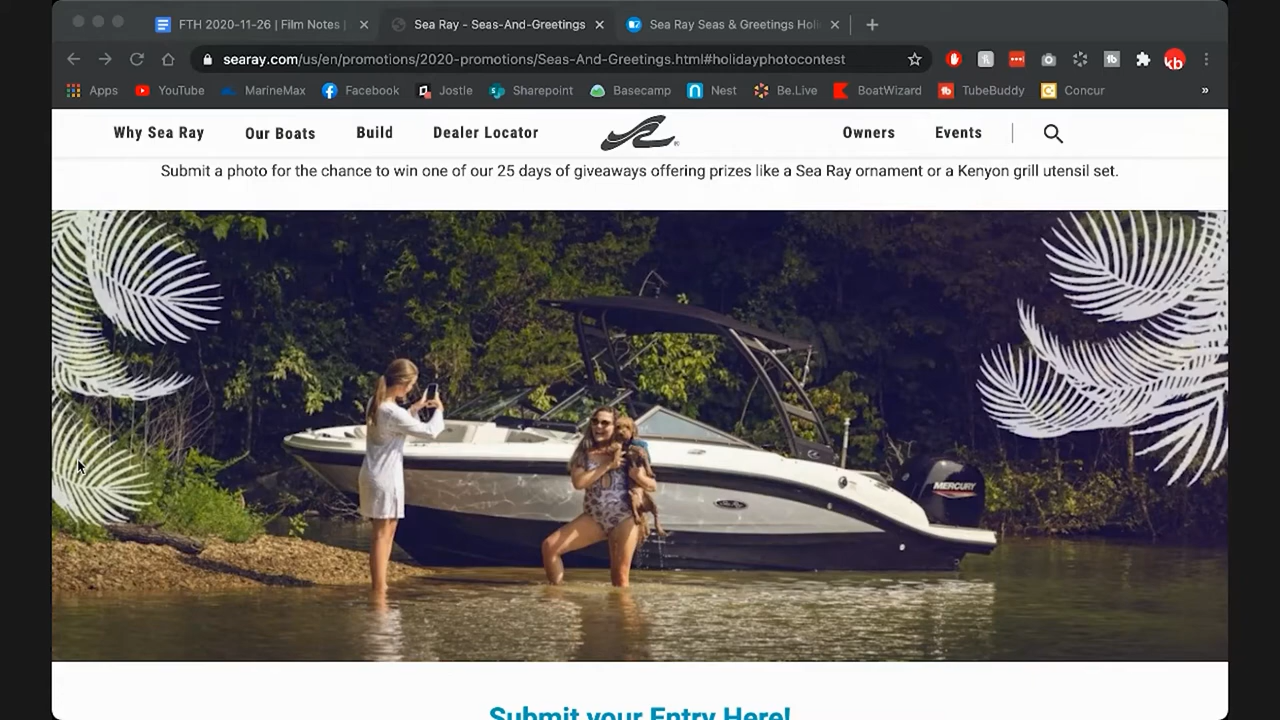 FTH 2020-11-26 | Film Notes |
Sea Ray - Seas-And-Greetings
Sea Ray Seas & Greetings Holi
searay.com/us/en/promotions/2020-promotions/Seas-And-Greetings.html#holidayphotocontest
kb
Apps
YouTube
MarineMax
Facebook
Jostle
Sharepoint
Basecamp
Nest
Be.Live
BoatWizard
TubeBuddy
Concur
»
Why Sea Ray
Our Boats
Build
Dealer Locator
Owners
Events
Submit a photo for the chance to win one of our 25 days of giveaways offering prizes like a Sea Ray ornament or a Kenyon grill utensil set.
MERCURY
Submit your Entry Here!